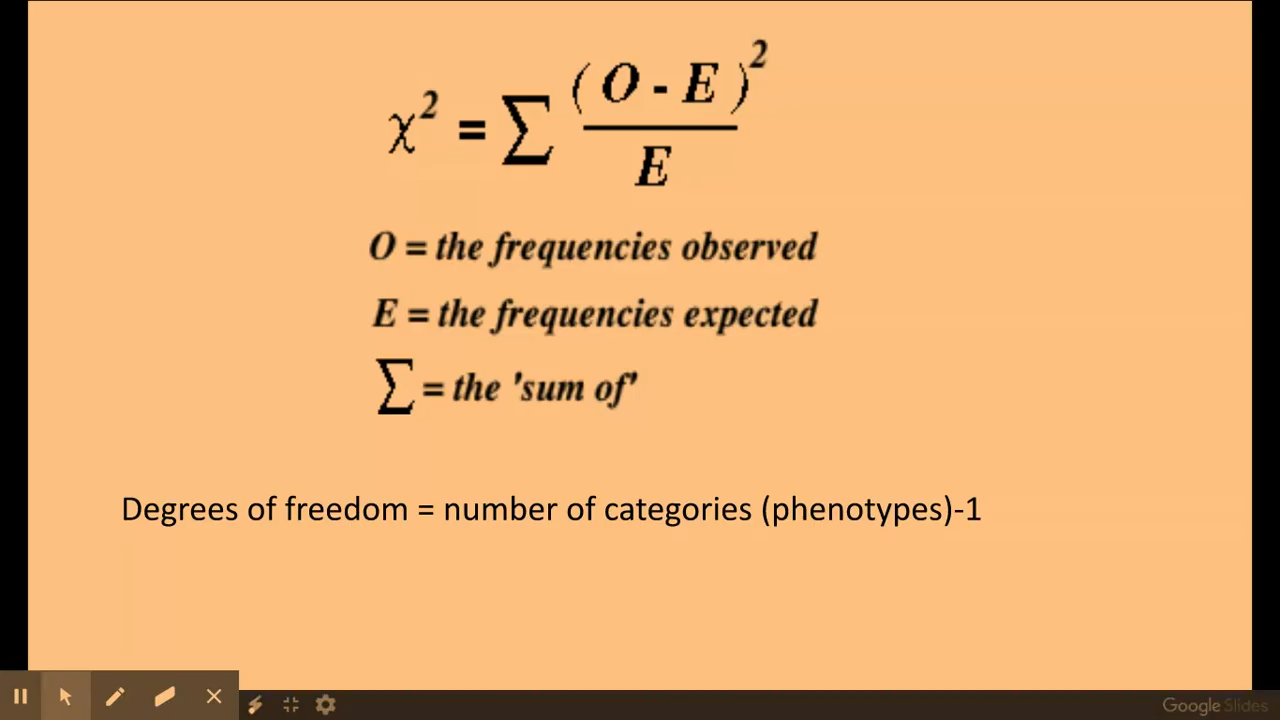 χ² = ∑ (O - E)² / E
O = the frequencies observed
E = the frequencies expected
∑ = the 'sum of'
Degrees of freedom = number of categories (phenotypes)-1
Google Slides